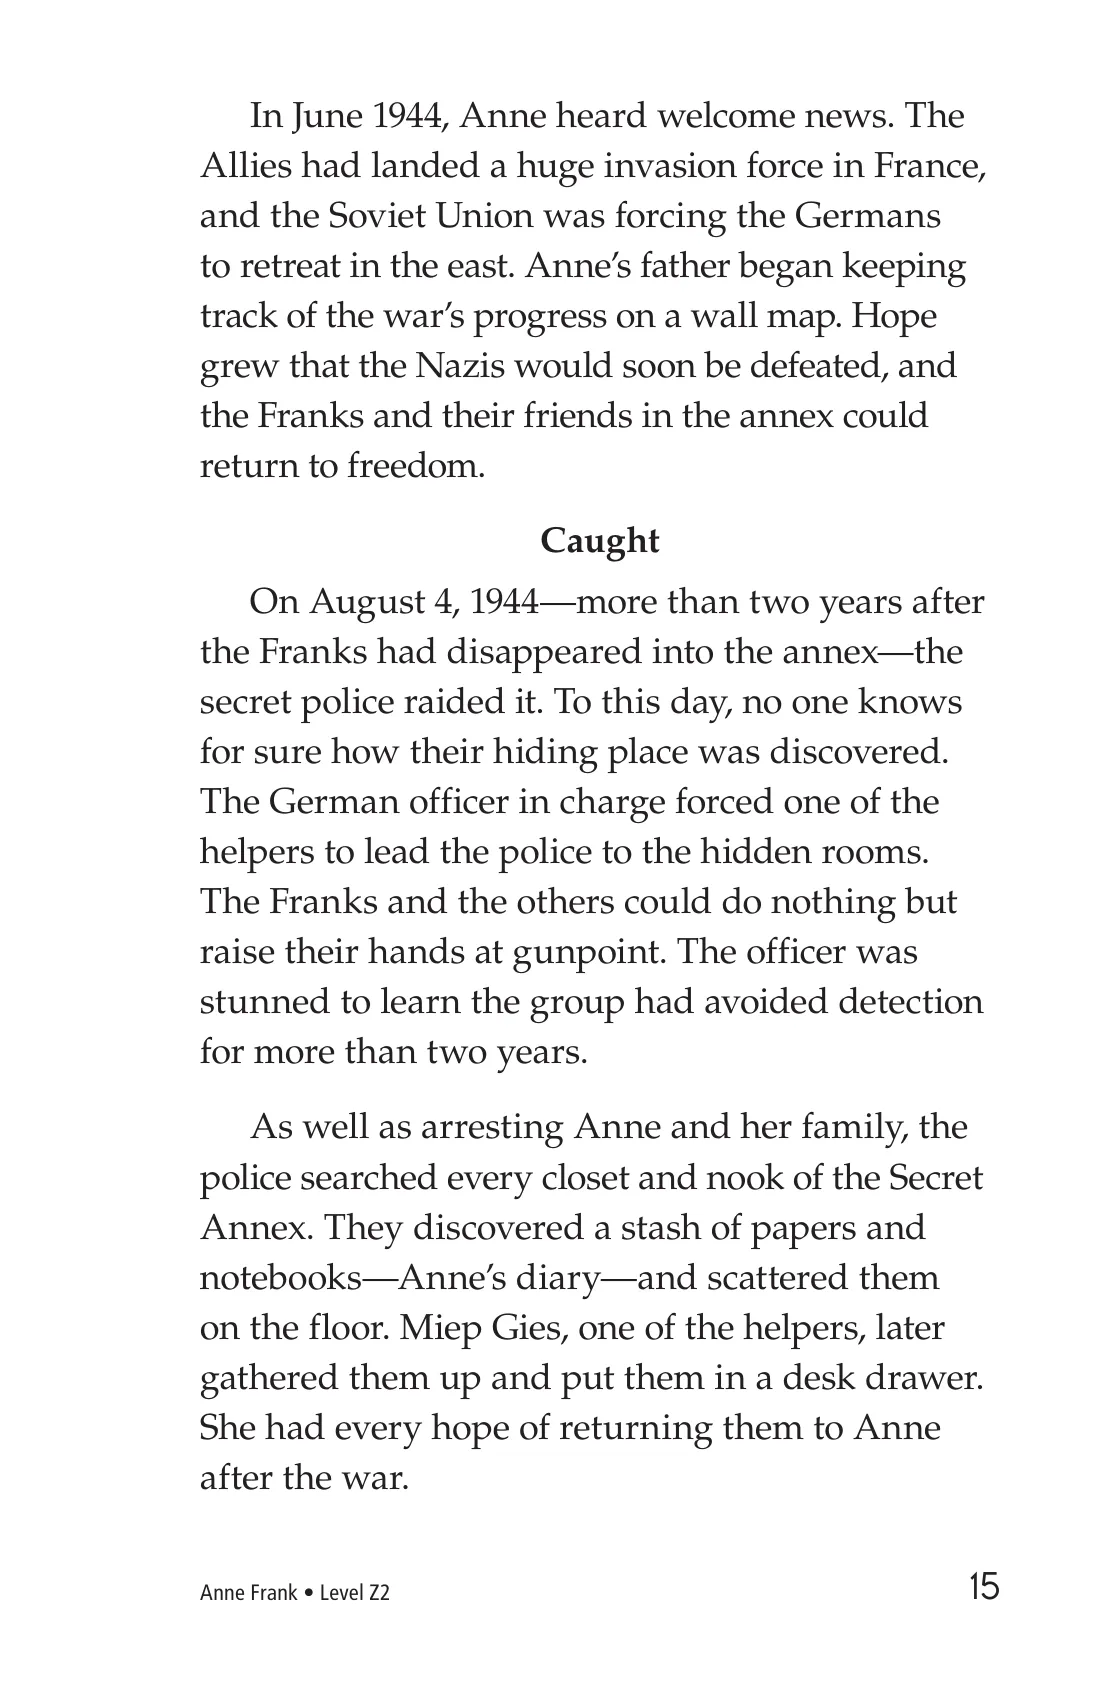 In June 1944, Anne heard welcome news. The
Allies had landed a huge invasion force in France,
and the Soviet Union was forcing the Germans
to retreat in the east. Anne’s father began keeping
track of the war’s progress on a wall map. Hope
grew that the Nazis would soon be defeated, and
the Franks and their friends in the annex could
return to freedom.
Caught
On August 4, 1944—more than two years after
the Franks had disappeared into the annex—the
secret police raided it. To this day, no one knows
for sure how their hiding place was discovered.
The German officer in charge forced one of the
helpers to lead the police to the hidden rooms.
The Franks and the others could do nothing but
raise their hands at gunpoint. The officer was
stunned to learn the group had avoided detection
for more than two years.
As well as arresting Anne and her family, the
police searched every closet and nook of the Secret
Annex. They discovered a stash of papers and
notebooks—Anne’s diary—and scattered them
on the floor. Miep Gies, one of the helpers, later
gathered them up and put them in a desk drawer.
She had every hope of returning them to Anne
after the war.
Anne Frank • Level Z2 15